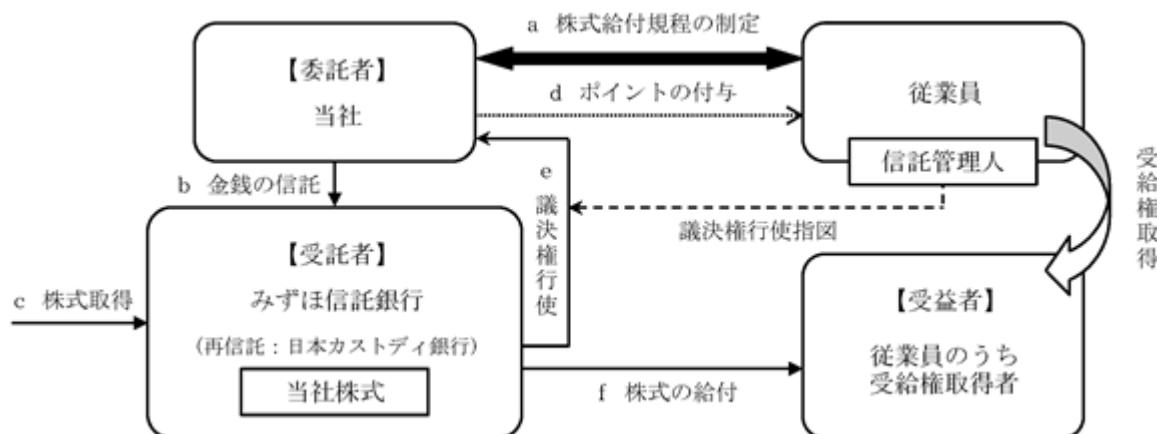 a 株式給付規程の制定
【委託者】
当社
d ポイントの付与
従業員
信託管理人
受給権取得
b 金銭の信託
e 議決権行使
議決権行使指図
【受託者】
みずほ信託銀行
(再信託：日本カストディ銀行)
当社株式
c 株式取得
f 株式の給付
【受益者】
従業員のうち
受給権取得者